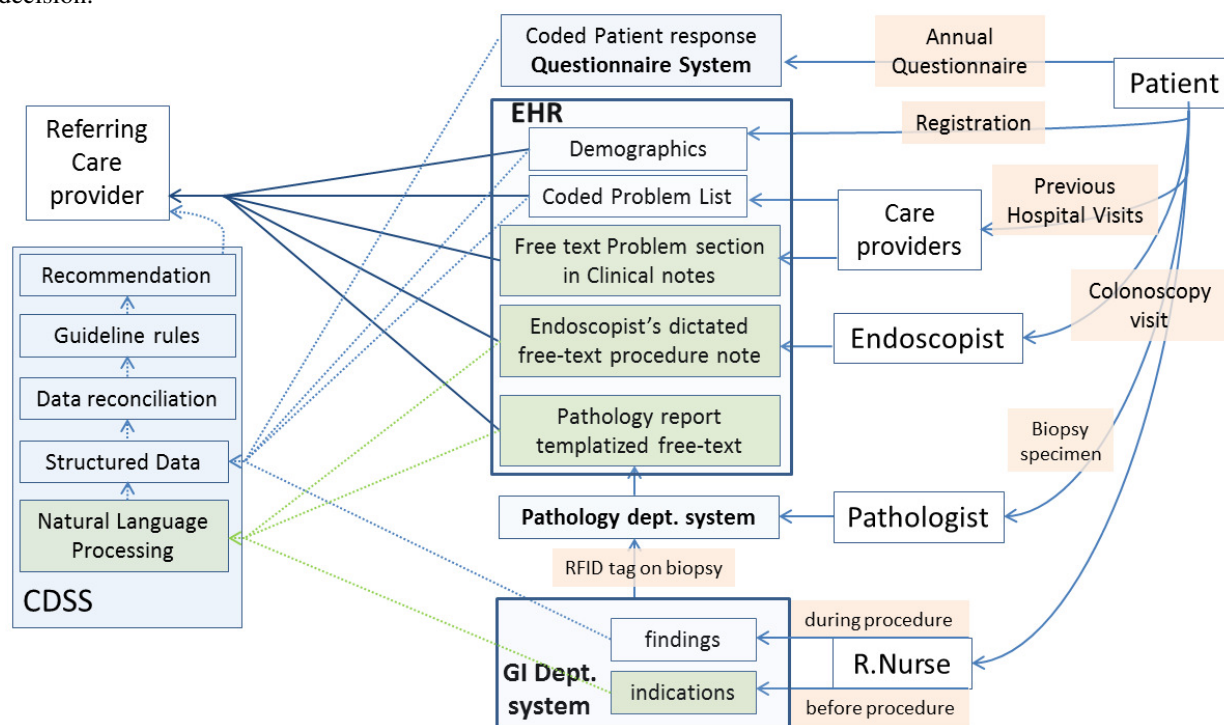 decision.
Coded Patient response
Questionnaire System
Annual
Questionnaire
Patient
Referring
Care
provider
EHR
Demographics
Registration
Coded Problem List
Care
providers
Previous
Hospital Visits
Free text Problem section
in Clinical notes
Recommendation
Guideline rules
Data reconciliation
Structured Data
Natural Language
Processing
CDSS
Endoscopist's dictated
free-text procedure note
Endoscopist
Colonoscopy
visit
Pathology report
templatized free-text
Biopsy
specimen
Pathology dept. system
Pathologist
RFID tag on biopsy
GI Dept.
system
findings
indications
during procedure
R.Nurse
before procedure